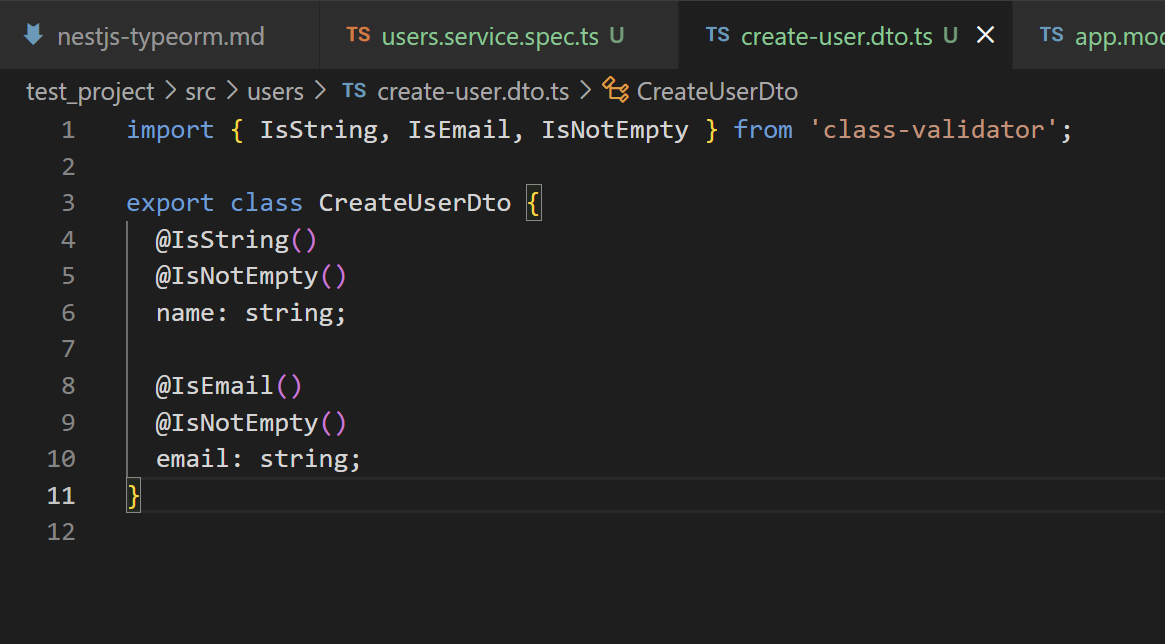 nestjs-typeorm.md TS users.service.spec.ts U TS create-user.dto.ts U TS
test_project > src > users > TS create-user.dto.ts > CreateUserDto
1 import { IsString, IsEmail, IsNotEmpty } from 'class-validator';
2
3 export class CreateUserDto {
4 @IsString()
5 @IsNotEmpty()
6 name: string;
7
8 @IsEmail()
9 @IsNotEmpty()
10 email: string;
11 }
12